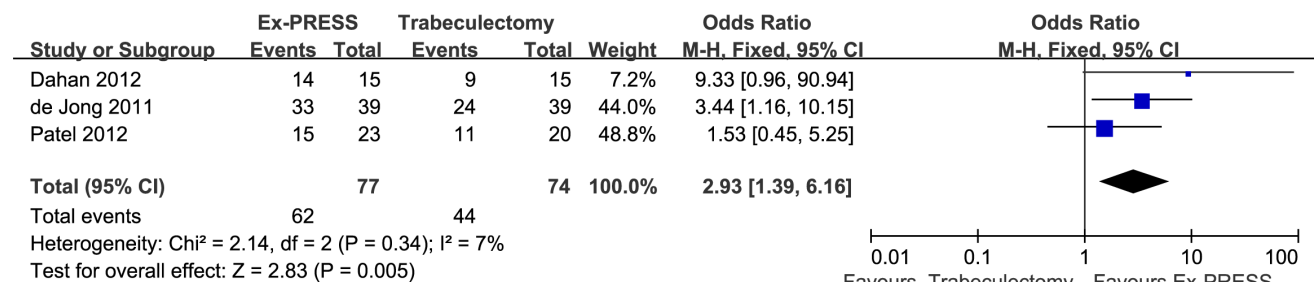 Ex-PRESS Trabeculectomy Odds Ratio Odds Ratio
Study or Subgroup Events Total Events Total Weight M-H, Fixed, 95% CI M-H, Fixed, 95% CI
Dahan 2012 14 15 9 15 7.2% 9.33 [0.96, 90.94]
de Jong 2011 33 39 24 39 44.0% 3.44 [1.16, 10.15]
Patel 2012 15 23 11 20 48.8% 1.53 [0.45, 5.25]
Total (95% CI) 77 74 100.0% 2.93 [1.39, 6.16]
Total events 62 44
Heterogeneity: Chi² = 2.14, df = 2 (P = 0.34); I² = 7%
Test for overall effect: Z = 2.83 (P = 0.005)
0.01 0.1 1 10 100
Favours Trabeculectomy Favours Ex-PRESS